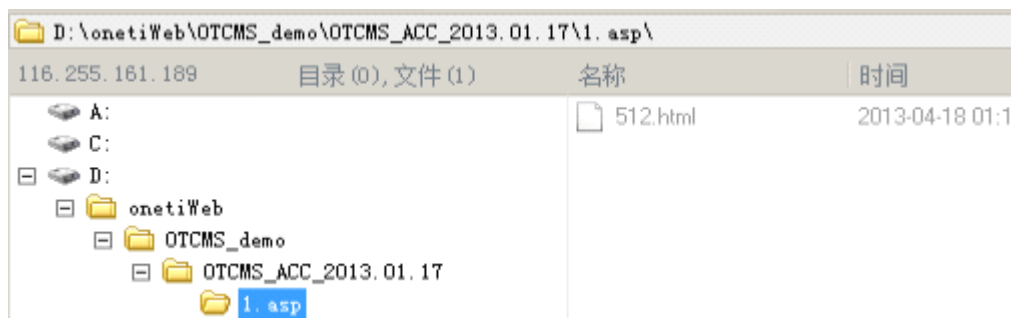 D:\onetiWeb\OTCMS_demo\OTCMS_ACC_2013.01.17\1.asp\
116.255.161.189 目录(0),文件(1) 名称 时间
A:
512.html 2013-04-18 01:1
C:
D:
onetiWeb
OTCMS_demo
OTCMS_ACC_2013.01.17
1.asp